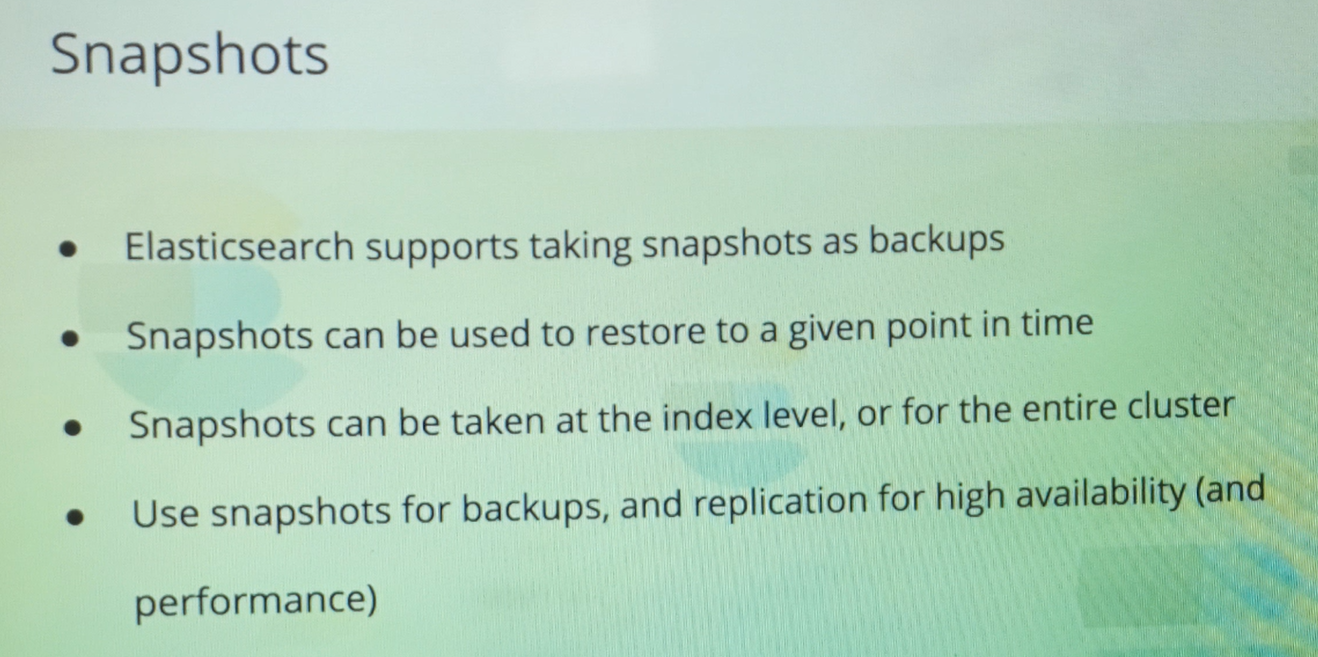 Snapshots
● Elasticsearch supports taking snapshots as backups
● Snapshots can be used to restore to a given point in time
● Snapshots can be taken at the index level, or for the entire cluster
● Use snapshots for backups, and replication for high availability (and
performance)